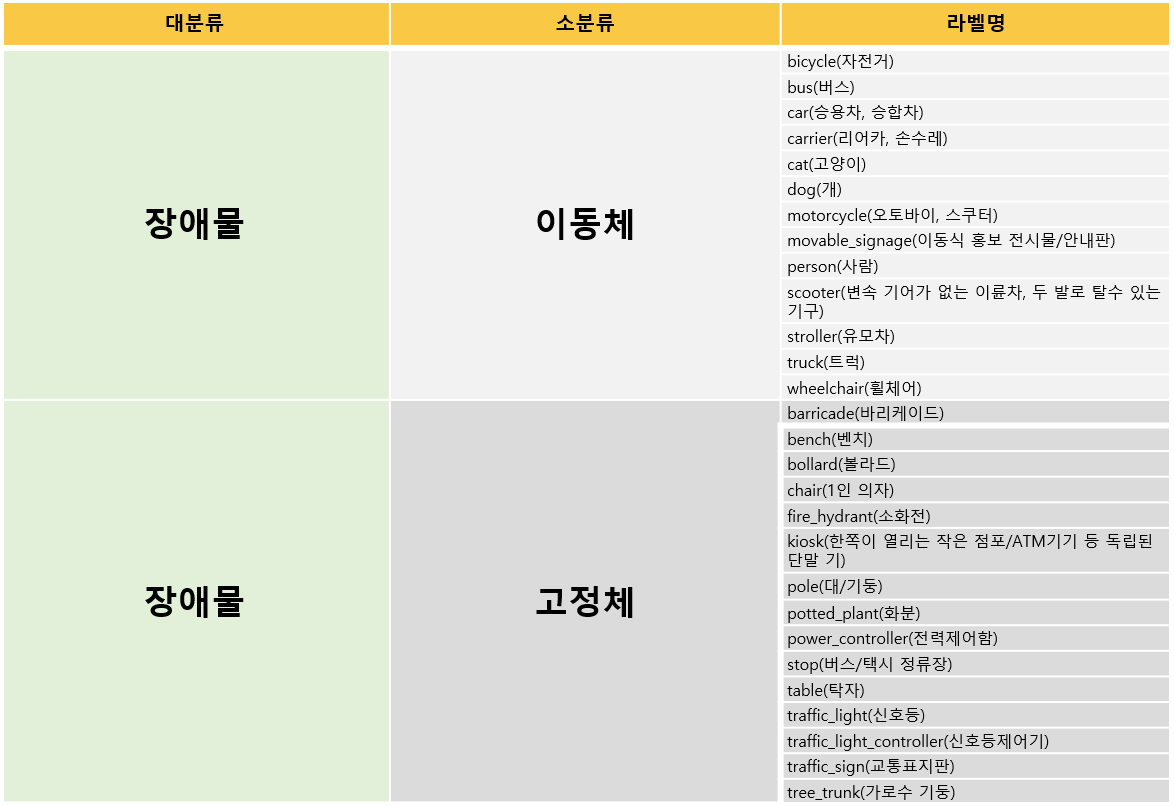 대분류 소분류 라벨명
장애물
이동체
bicycle(자전거)
bus(버스)
car(승용차, 승합차)
carrier(리어카, 손수레)
cat(고양이)
dog(개)
motorcycle(오토바이, 스쿠터)
movable_signage(이동식 홍보 전시물/안내판)
person(사람)
scooter(변속 기어가 없는 이륜차, 두 발로 탈수 있는
기구)
stroller(유모차)
truck(트럭)
wheelchair(휠체어)
장애물
고정체
barricade(바리케이드)
bench(벤치)
bollard(볼라드)
chair(1인 의자)
fire_hydrant(소화전)
kiosk(한쪽이 열리는 작은 점포/ATM기기 등 독립된
단말 기)
pole(대/기둥)
potted_plant(화분)
power_controller(전력제어함)
stop(버스/택시 정류장)
table(탁자)
traffic_light(신호등)
traffic_light_controller(신호등제어기)
traffic_sign(교통표지판)
tree_trunk(가로수 기둥)